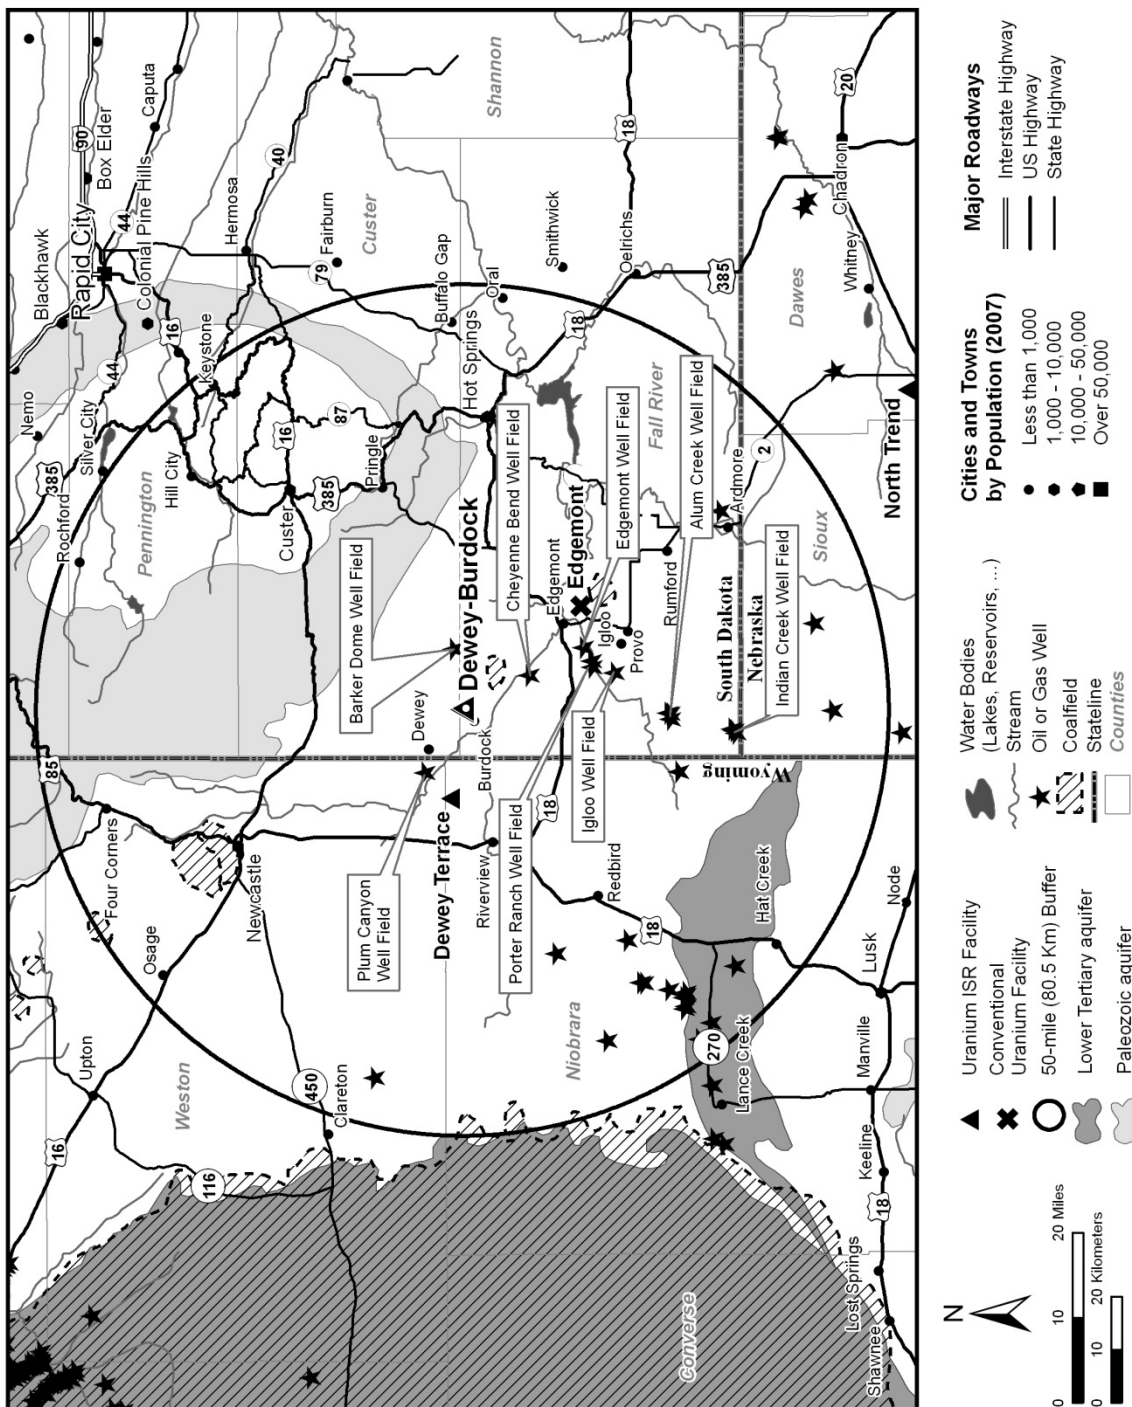 Nemo
Blackhawk
Rapid City
Box Elder
90
44
Caputa
Colonial Pine Hills
Rochford
385
Silver City
44
16
Pennington
Hill City
Keystone
Hermosa
40
Four Corners
85
Osage
Upton
16
Weston
Newcastle
Custer
16
87
385
Pringle
79
Fairburn
Custer
Shannon
116
450
Clareton
Barker Dome Well Field
Dewey
Dewey-Burdock
Cheyenne Bend Well Field
Hot Springs
Buffalo Gap
Oral
Smithwick
18
18
Oelrichs
Plum Canyon
Well Field
Dewey Terrace
Burdock
Riverview
18
Edgemont
Edgemont
Edgemont Well Field
Fall River
Igloo
Provo
Porter Ranch Well Field
Igloo Well Field
Rumford
Alum Creek Well Field
Ardmore
2
385
Niobrara
Redbird
18
Wyoming
South Dakota
Nebraska
Indian Creek Well Field
Sioux
Dawes
Chadron
20
Whitney
North Trend
270
Lance Creek
Hat Creek
Node
Lusk
Manville
Keeline
18
Lost Springs
Shawnee
Converse
N
0 10 20 Miles
0 10 20 Kilometers
Uranium ISR Facility
Conventional
Uranium Facility
50-mile (80.5 Km) Buffer
Lower Tertiary aquifer
Paleozoic aquifer
Water Bodies
(Lakes, Reservoirs, ...)
Stream
Oil or Gas Well
Coalfield
Stateline
Counties
Cities and Towns
by Population (2007)
Less than 1,000
1,000 - 10,000
10,000 - 50,000
Over 50,000
Major Roadways
Interstate Highway
US Highway
State Highway